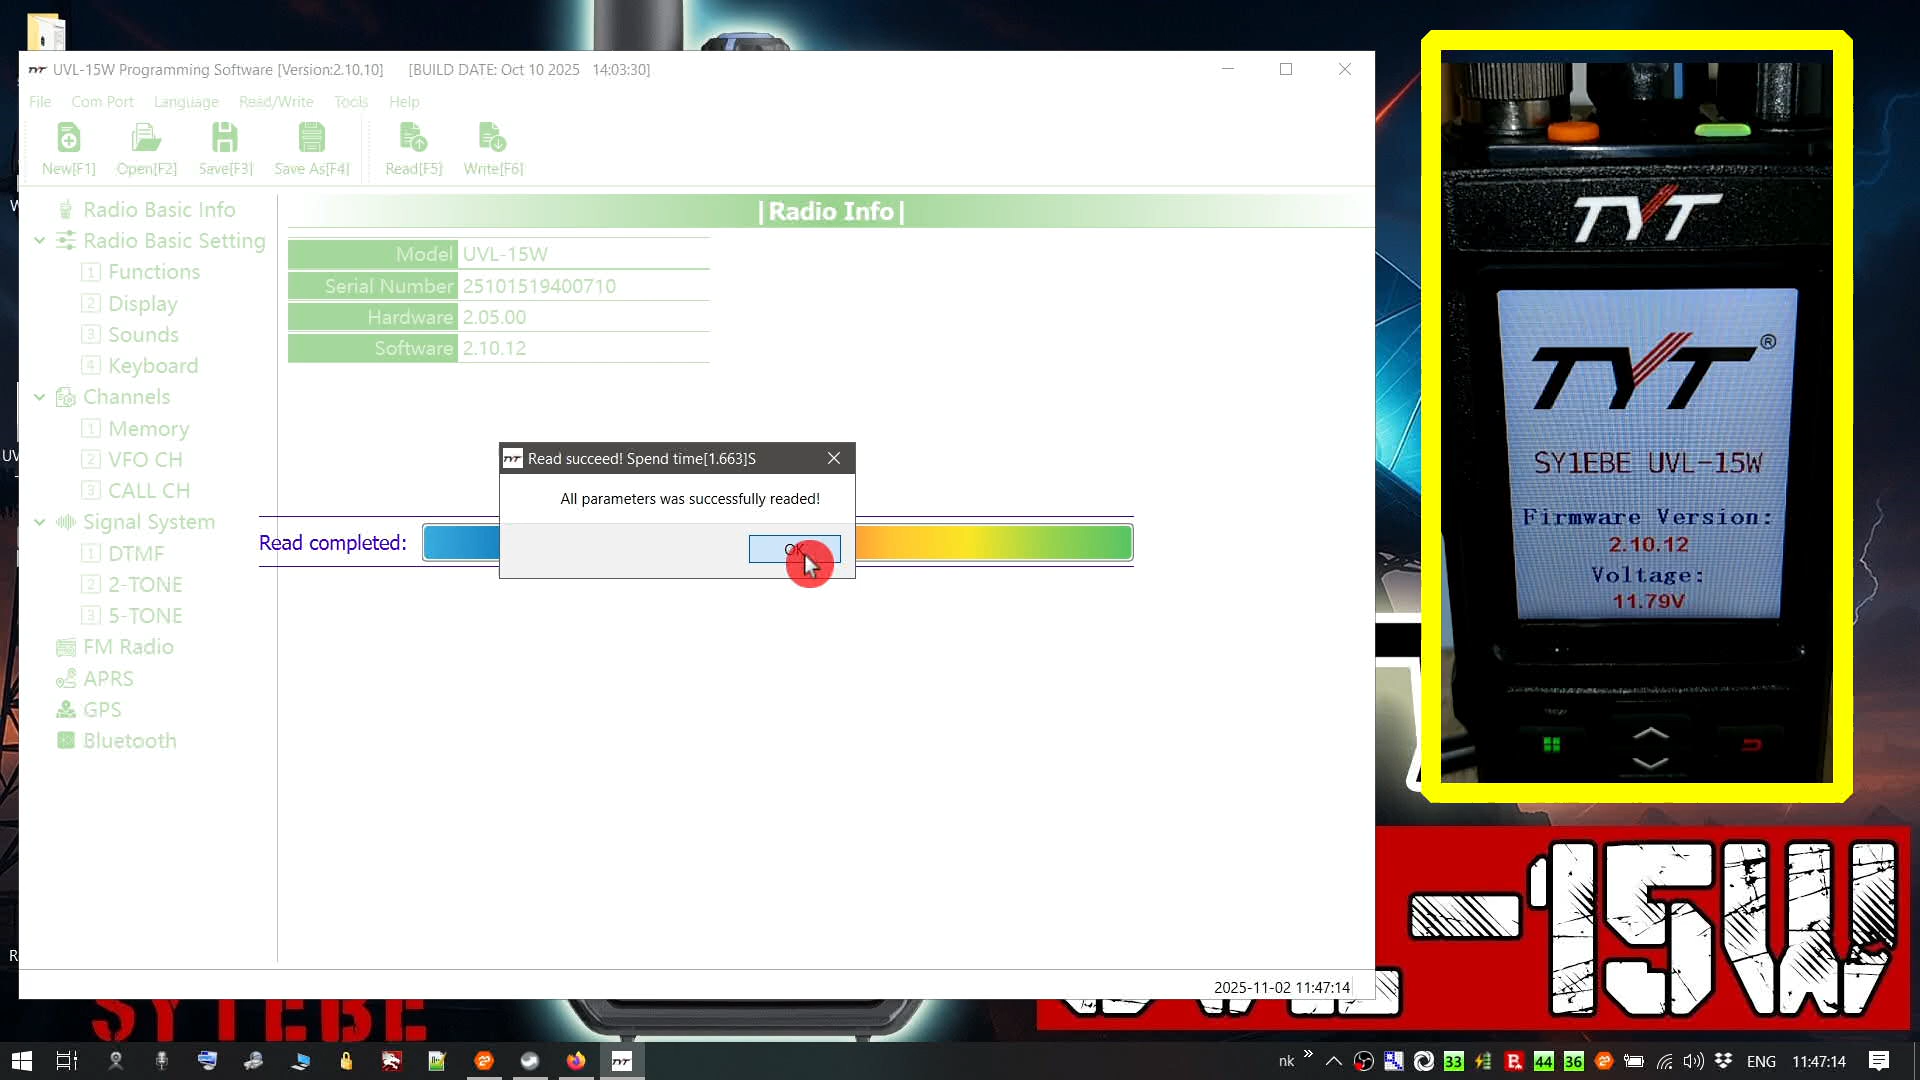 TYT UVL-15W Programming Software [Version:2.10.10] [BUILD DATE: Oct 10 2025 14:03:30]
File Com Port Language Read/Write Tools Help
New[F1] Open[F2] Save[F3] Save As[F4] Read[F5] Write[F6]
|Radio Info|
Radio Basic Info
Radio Basic Setting
1 Functions
2 Display
3 Sounds
4 Keyboard
Channels
1 Memory
2 VFO CH
3 CALL CH
Signal System
1 DTMF
2 2-TONE
3 5-TONE
FM Radio
APRS
GPS
Bluetooth
Model UVL-15W
Serial Number 25101519400710
Hardware 2.05.00
Software 2.10.12
TYT Read succeed! Spend time[1.663]S
All parameters was successfully readed!
OK
Read completed:
2025-11-02 11:47:14
TYT
TYT®
SY1EBE UVL-15W
Firmware Version:
2.10.12
Voltage:
11.79V
-15W
SY1EBE
TYT
nk
33
44
36
ENG
11:47:14